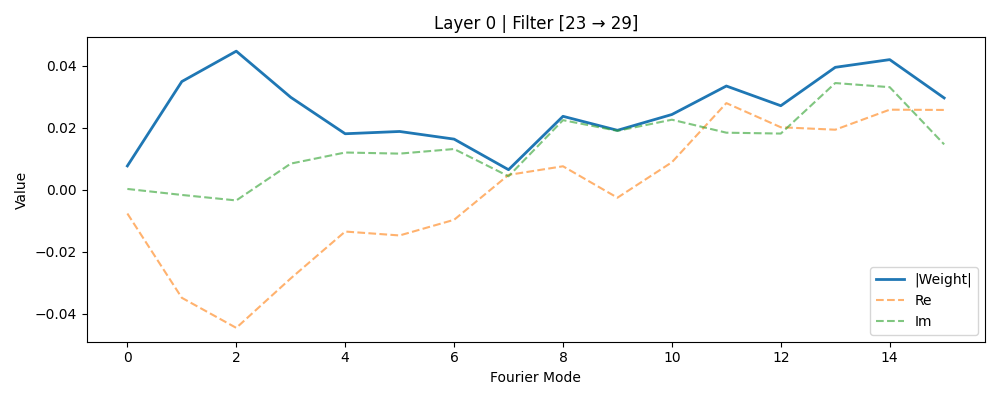 Layer 0 | Filter [23 → 29]
Value
0.04
0.02
0.00
−0.02
−0.04
|Weight|
Re
Im
0 2 4 6 8 10 12 14
Fourier Mode